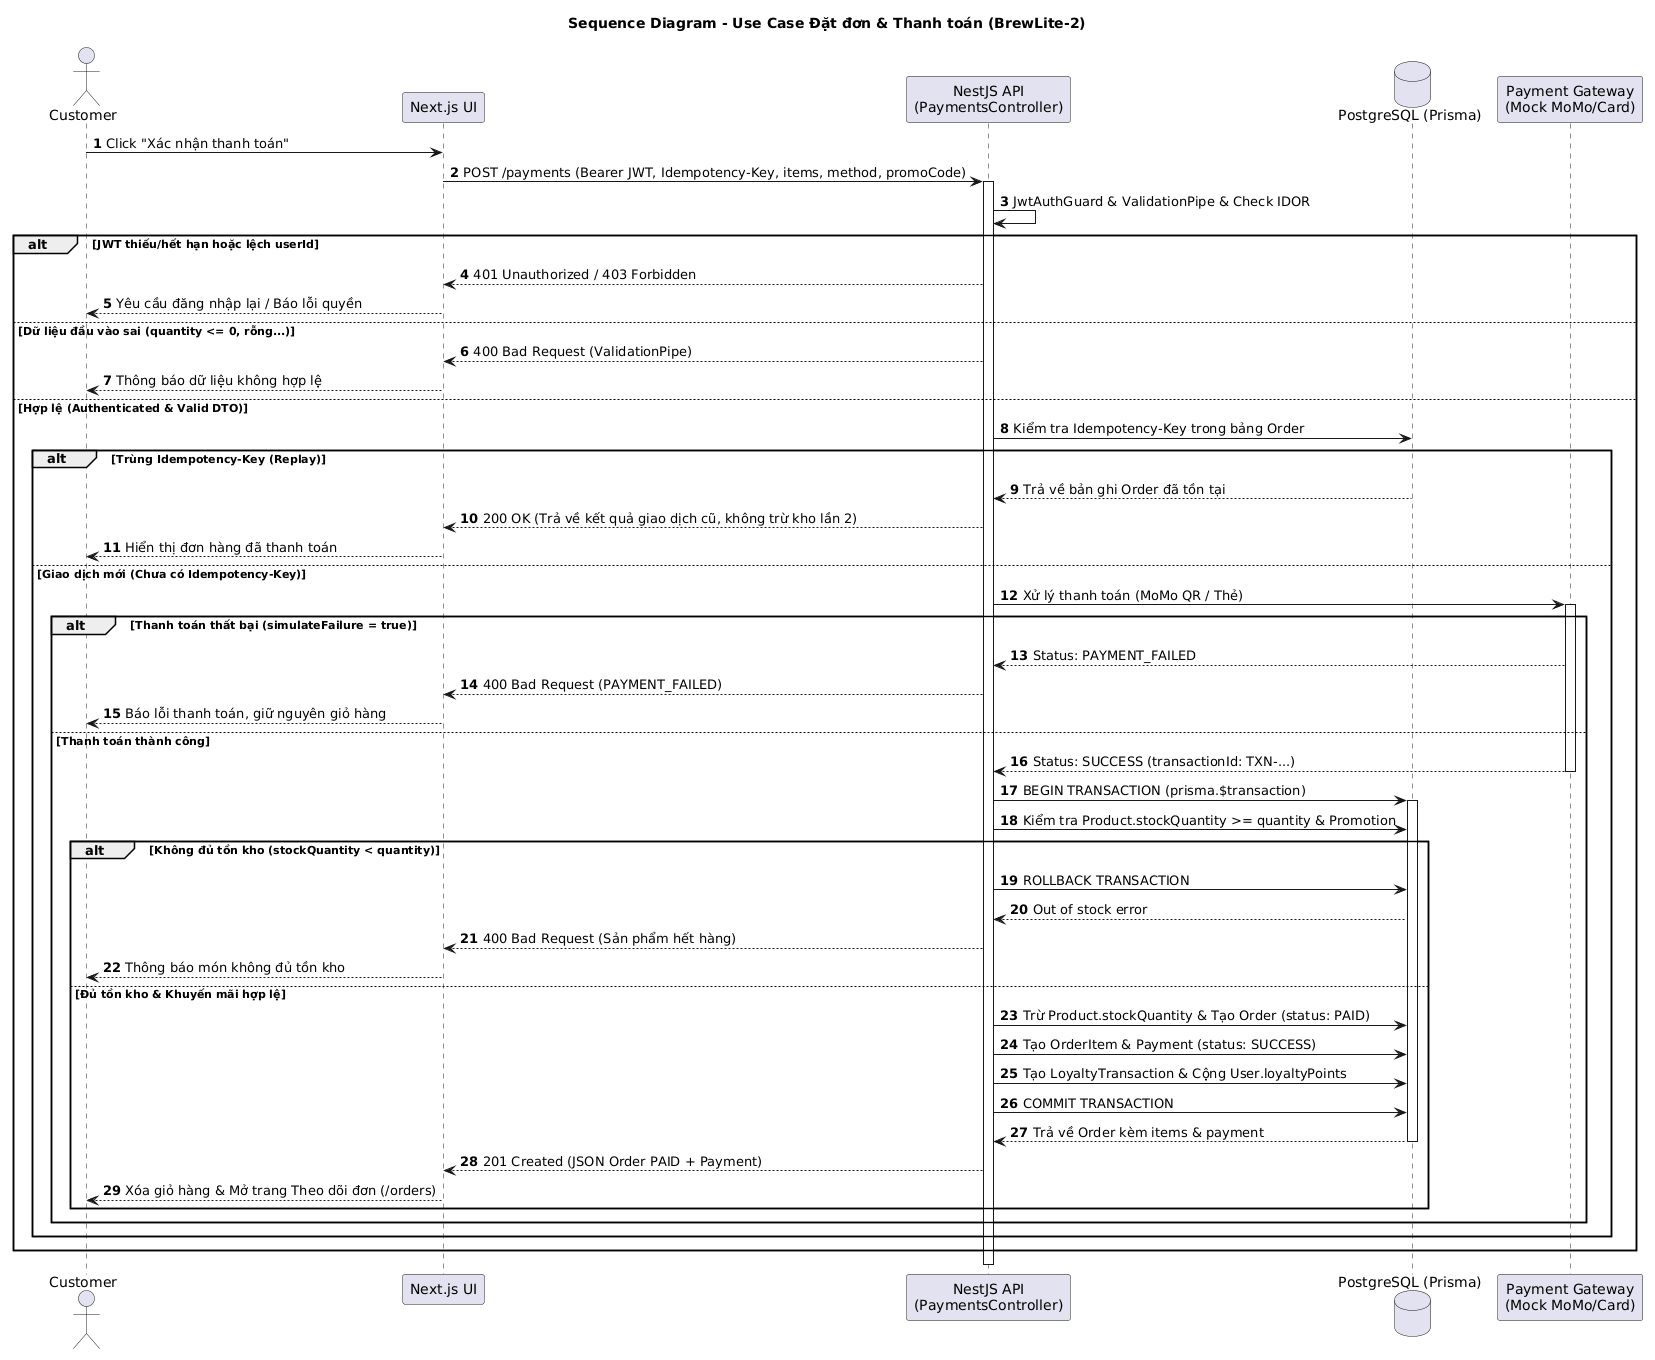 Sequence Diagram - Use Case Đặt đơn & Thanh toán (BrewLite-2)
Customer
Next.js UI
NestJS API
(PaymentsController)
PostgreSQL (Prisma)
Payment Gateway
(Mock MoMo/Card)
1 Click "Xác nhận thanh toán"
2 POST /payments (Bearer JWT, Idempotency-Key, items, method, promoCode)
3 JwtAuthGuard & ValidationPipe & Check IDOR
alt [JWT thiếu/hết hạn hoặc lệch userId]
4 401 Unauthorized / 403 Forbidden
5 Yêu cầu đăng nhập lại / Báo lỗi quyền
[Dữ liệu đầu vào sai (quantity <= 0, rỗng...)]
6 400 Bad Request (ValidationPipe)
7 Thông báo dữ liệu không hợp lệ
[Hợp lệ (Authenticated & Valid DTO)]
8 Kiểm tra Idempotency-Key trong bảng Order
alt [Trùng Idempotency-Key (Replay)]
9 Trả về bản ghi Order đã tồn tại
10 200 OK (Trả về kết quả giao dịch cũ, không trừ kho lần 2)
11 Hiển thị đơn hàng đã thanh toán
[Giao dịch mới (Chưa có Idempotency-Key)]
12 Xử lý thanh toán (MoMo QR / Thẻ)
alt [Thanh toán thất bại (simulateFailure = true)]
13 Status: PAYMENT_FAILED
14 400 Bad Request (PAYMENT_FAILED)
15 Báo lỗi thanh toán, giữ nguyên giỏ hàng
[Thanh toán thành công]
16 Status: SUCCESS (transactionId: TXN-...)
17 BEGIN TRANSACTION (prisma.$transaction)
18 Kiểm tra Product.stockQuantity >= quantity & Promotion
alt [Không đủ tồn kho (stockQuantity < quantity)]
19 ROLLBACK TRANSACTION
20 Out of stock error
21 400 Bad Request (Sản phẩm hết hàng)
22 Thông báo món không đủ tồn kho
[Đủ tồn kho & Khuyến mãi hợp lệ]
23 Trừ Product.stockQuantity & Tạo Order (status: PAID)
24 Tạo OrderItem & Payment (status: SUCCESS)
25 Tạo LoyaltyTransaction & Cộng User.loyaltyPoints
26 COMMIT TRANSACTION
27 Trả về Order kèm items & payment
28 201 Created (JSON Order PAID + Payment)
29 Xóa giỏ hàng & Mở trang Theo dõi đơn (/orders)
Customer
Next.js UI
NestJS API
(PaymentsController)
PostgreSQL (Prisma)
Payment Gateway
(Mock MoMo/Card)